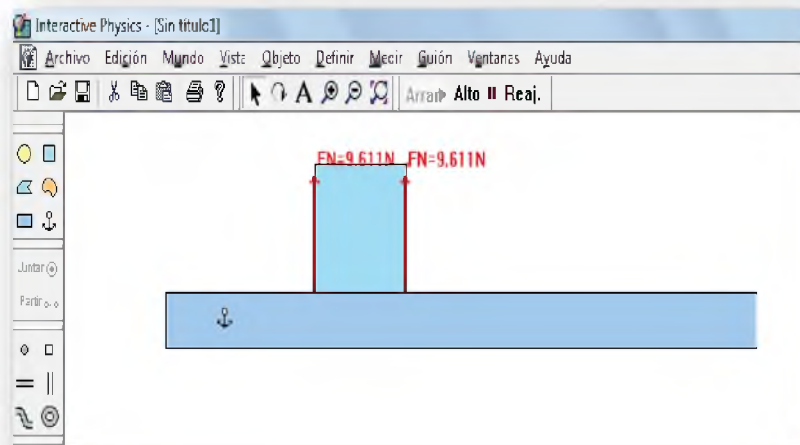 Interactive Physics - [Sin título1]
Archivo Edición Mundo Vista Objeto Definir Medir Guión Ventanas Ayuda
A Arran Alto Reaj.
FN=9.611N FN=9.611N
Juntar
Partir